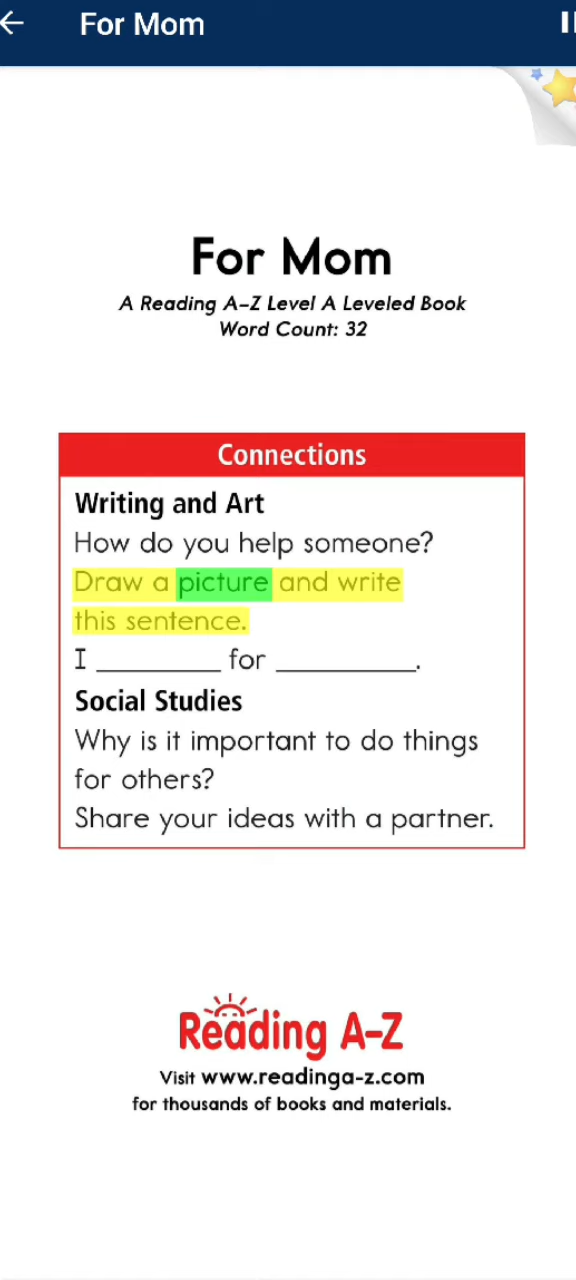 For Mom
For Mom
A Reading A–Z Level A Leveled Book
Word Count: 32
Connections
Writing and Art
How do you help someone?
Draw a picture and write
this sentence.
I __________ for ___________.
Social Studies
Why is it important to do things
for others?
Share your ideas with a partner.
Reading A–Z
Visit www.readinga-z.com
for thousands of books and materials.